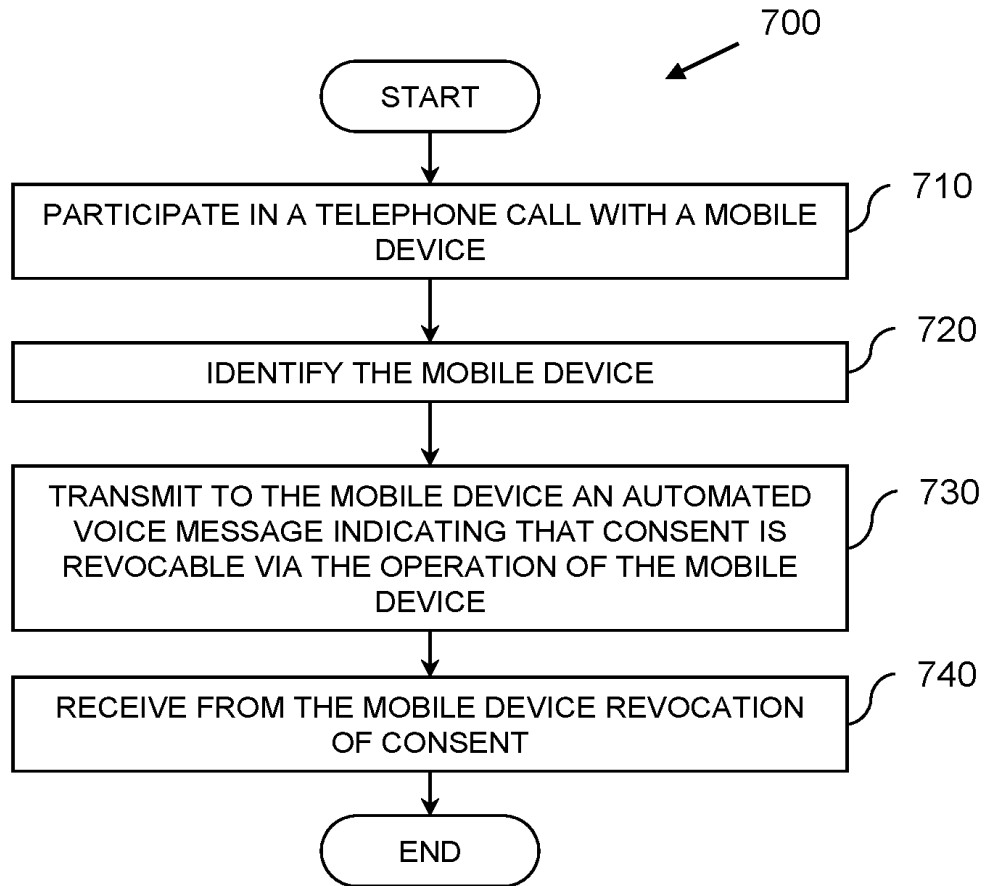 700
START
710
PARTICIPATE IN A TELEPHONE CALL WITH A MOBILE
DEVICE
720
IDENTIFY THE MOBILE DEVICE
730
TRANSMIT TO THE MOBILE DEVICE AN AUTOMATED
VOICE MESSAGE INDICATING THAT CONSENT IS
REVOCABLE VIA THE OPERATION OF THE MOBILE
DEVICE
740
RECEIVE FROM THE MOBILE DEVICE REVOCATION
OF CONSENT
END